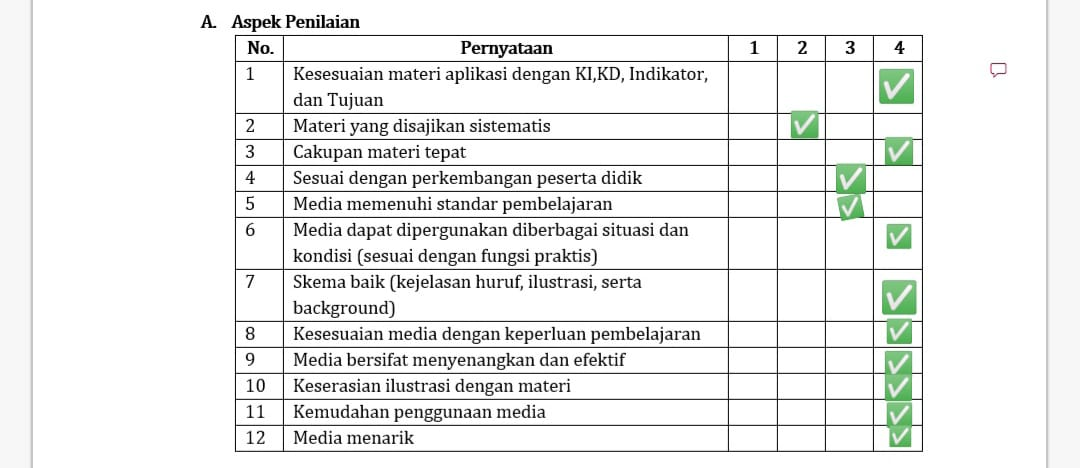 A. Aspek Penilaian
No. Pernyataan 1 2 3 4
1 Kesesuaian materi aplikasi dengan KI,KD, Indikator,
dan Tujuan
2 Materi yang disajikan sistematis
3 Cakupan materi tepat
4 Sesuai dengan perkembangan peserta didik
5 Media memenuhi standar pembelajaran
6 Media dapat dipergunakan diberbagai situasi dan
kondisi (sesuai dengan fungsi praktis)
7 Skema baik (kejelasan huruf, ilustrasi, serta
background)
8 Kesesuaian media dengan keperluan pembelajaran
9 Media bersifat menyenangkan dan efektif
10 Keserasian ilustrasi dengan materi
11 Kemudahan penggunaan media
12 Media menarik